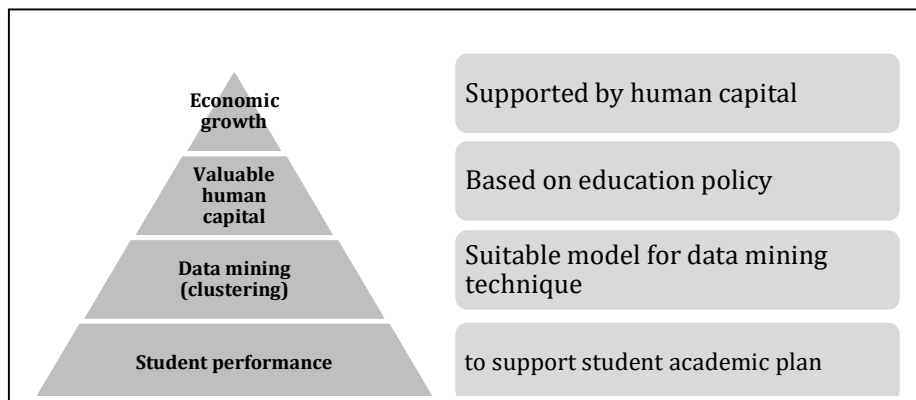 Economic
growth
Supported by human capital
Valuable
human
capital
Based on education policy
Data mining
(clustering)
Suitable model for data mining
technique
Student performance
to support student academic plan